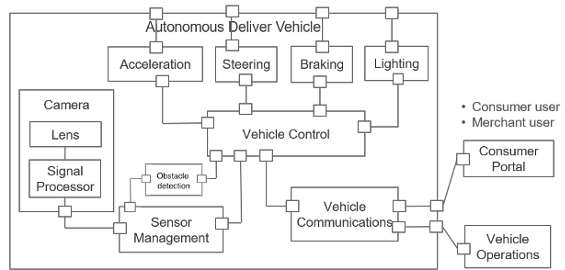 Autonomous Deliver Vehicle
Acceleration
Steering
Braking
Lighting
Camera
Lens
Signal
Processor
Vehicle Control
Obstacle
detection
Sensor
Management
Vehicle
Communications
• Consumer user
• Merchant user
Consumer
Portal
Vehicle
Operations